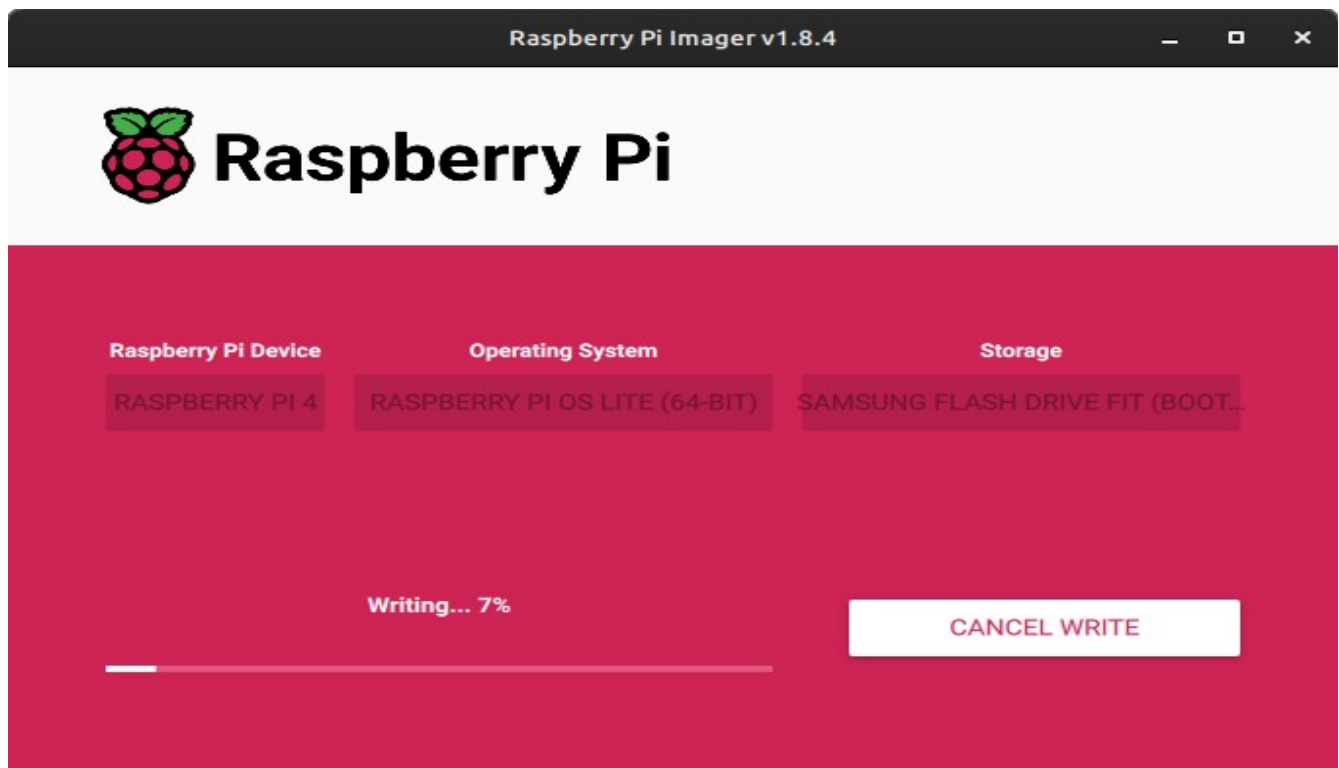 Raspberry Pi Imager v1.8.4
Raspberry Pi
Raspberry Pi Device
Operating System
Storage
RASPBERRY PI 4
RASPBERRY PI OS LITE (64-BIT)
SAMSUNG FLASH DRIVE FIT (BOOT...
Writing... 7%
CANCEL WRITE